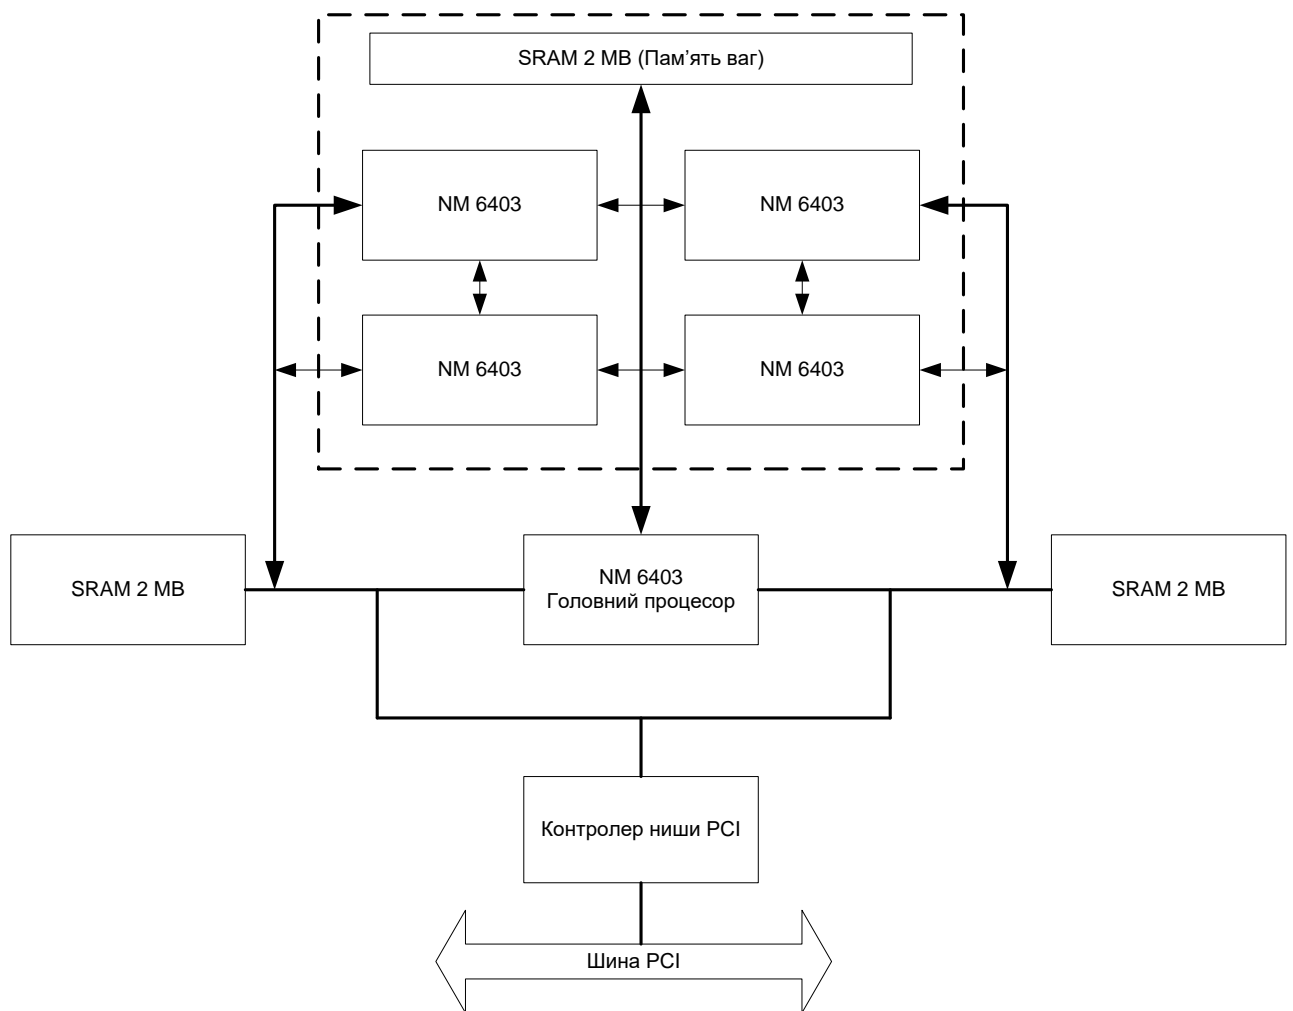 SRAM 2 MB (Пам’ять ваг)
NM 6403
NM 6403
NM 6403
NM 6403
SRAM 2 MB
NM 6403
Головний процесор
SRAM 2 MB
Контролер ниши PCI
Шина PCI